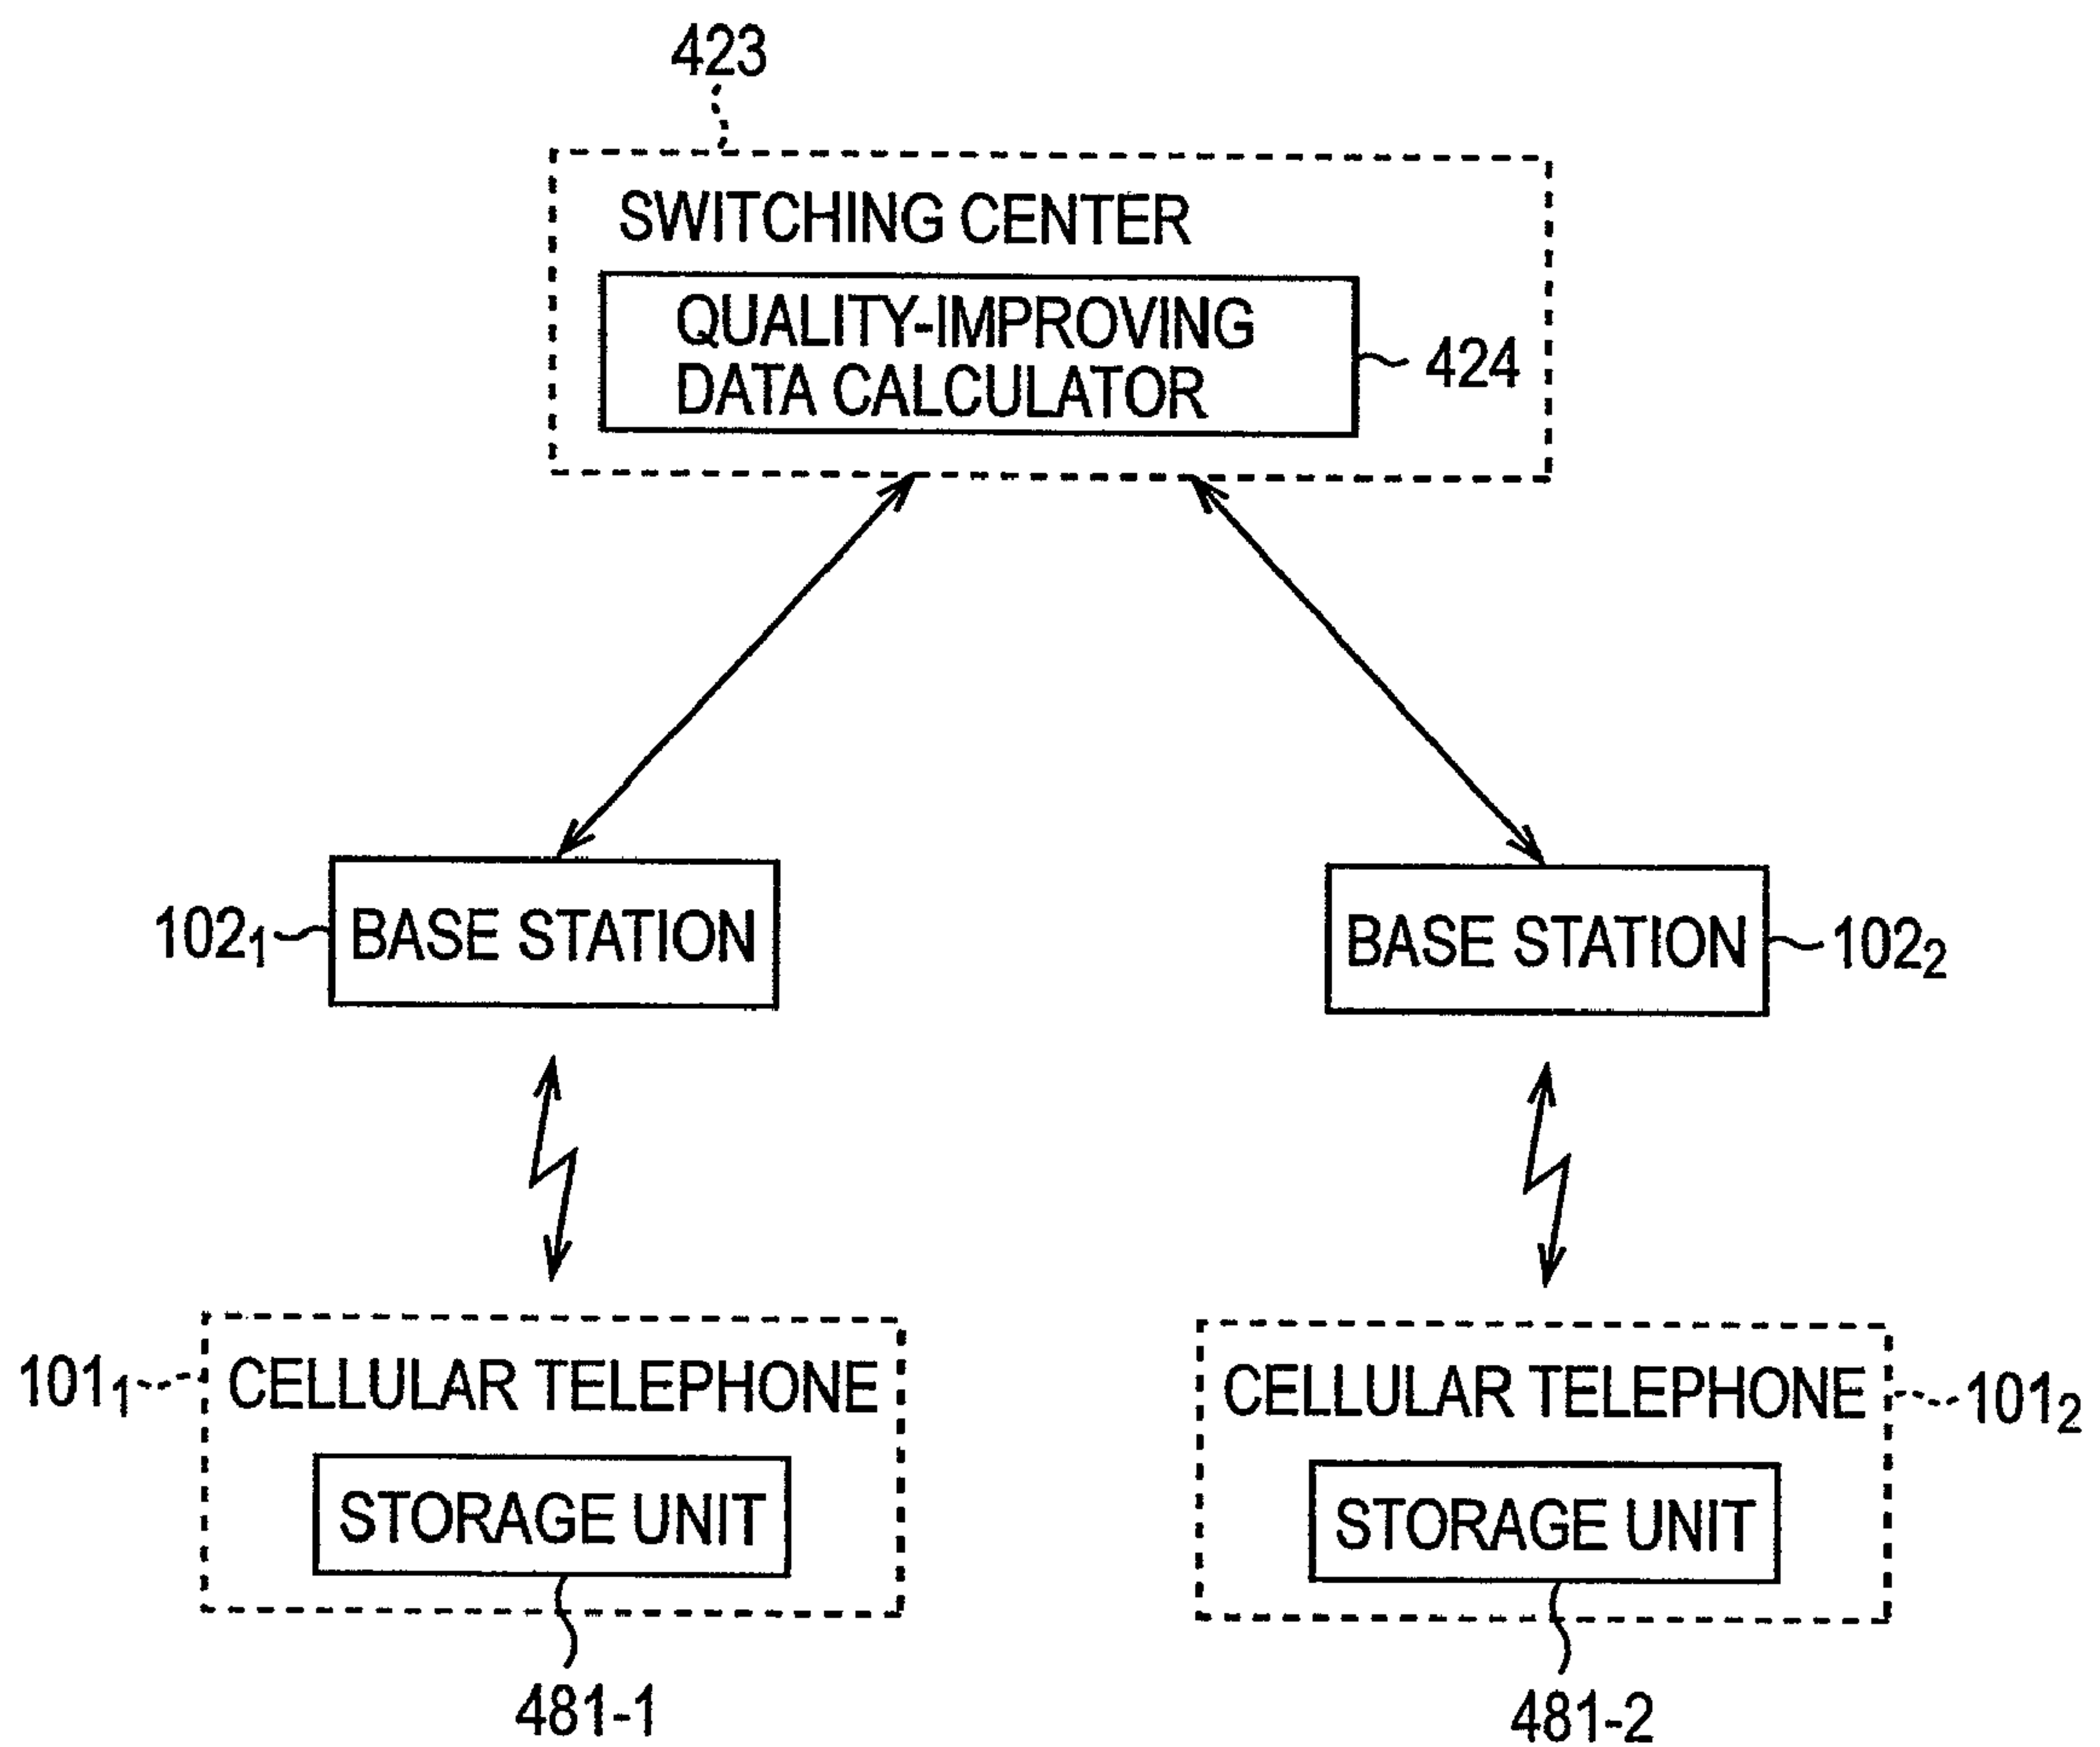 423
SWITCHING CENTER
QUALITY-IMPROVING
DATA CALCULATOR
424
102₁
BASE STATION
BASE STATION
102₂
101₁
CELLULAR TELEPHONE
CELLULAR TELEPHONE
101₂
STORAGE UNIT
STORAGE UNIT
481-1
481-2